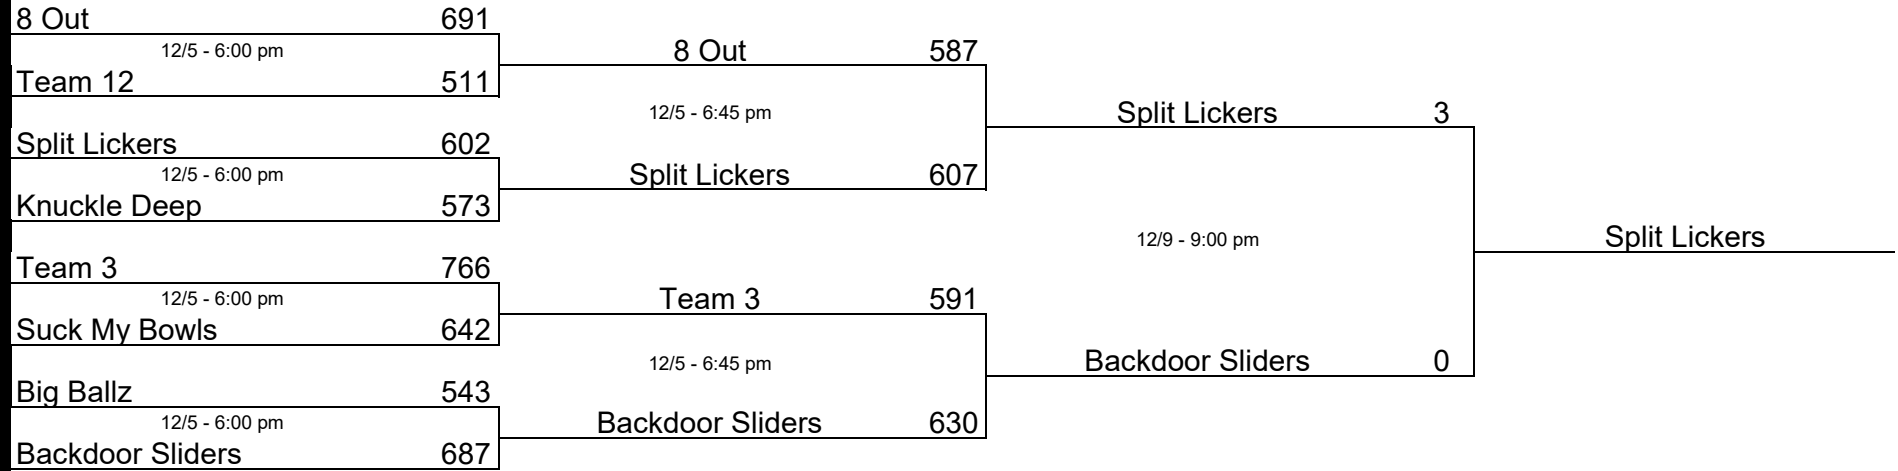 8 Out 691
12/5 - 6:00 pm
Team 12 511
Split Lickers 602
12/5 - 6:00 pm
Knuckle Deep 573
Team 3 766
12/5 - 6:00 pm
Suck My Bowls 642
Big Ballz 543
12/5 - 6:00 pm
Backdoor Sliders 687
8 Out 587
12/5 - 6:45 pm
Split Lickers 607
Team 3 591
12/5 - 6:45 pm
Backdoor Sliders 630
Split Lickers 3
12/9 - 9:00 pm
Backdoor Sliders 0
Split Lickers